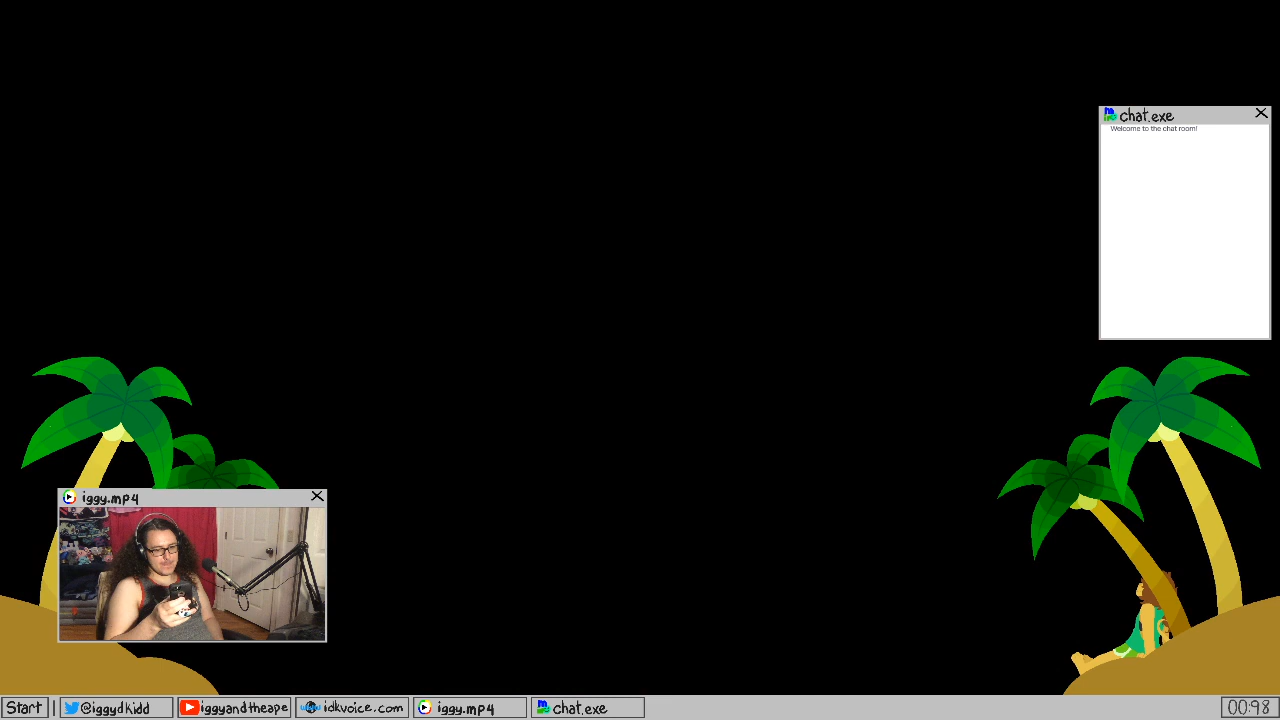 chat.exe
Welcome to the chat room!
iggy.mp4
Start
@iggydkidd
iggyandtheape
www
idkvoice.com
iggy.mp4
chat.exe
00:98